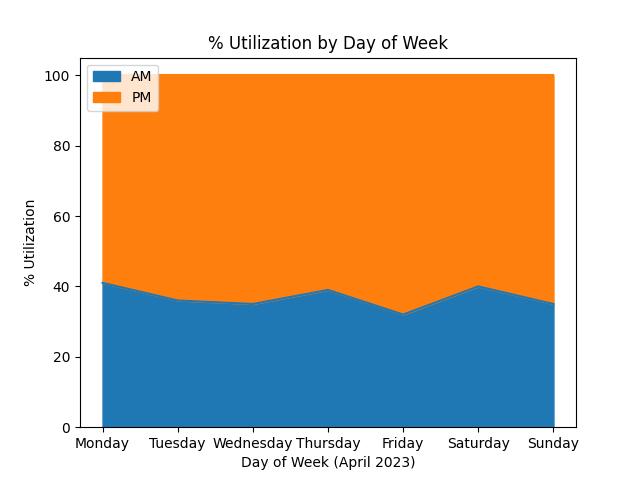 % Utilization by Day of Week
AM
PM
100
80
60
40
20
0
% Utilization
Monday Tuesday Wednesday Thursday Friday Saturday Sunday
Day of Week (April 2023)